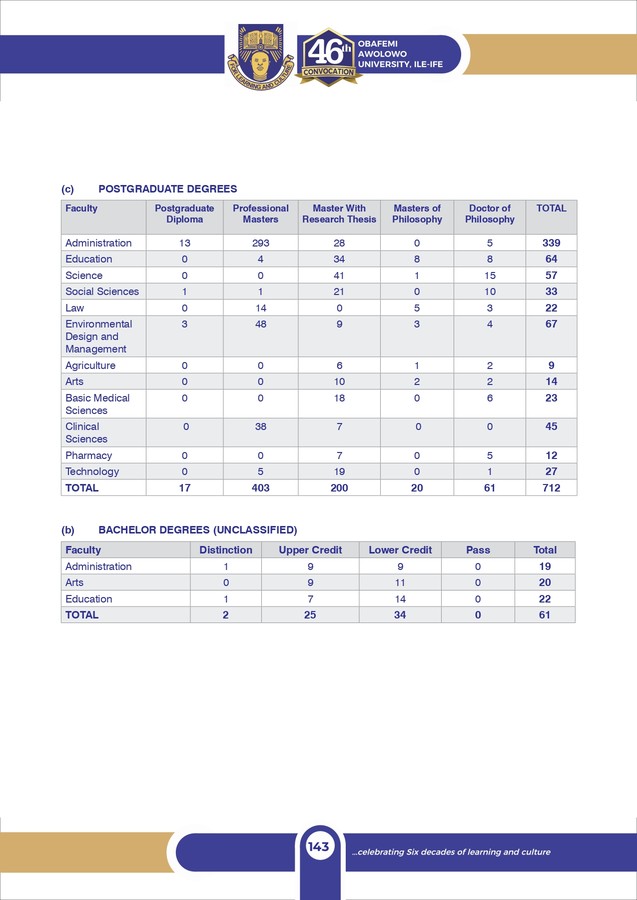 FOR LEARNING AND CULTURE
46th
CONVOCATION
OBAFEMI
AWOLOWO
UNIVERSITY, ILE-IFE
(c) POSTGRADUATE DEGREES
Faculty Postgraduate Diploma Professional Masters Master With Research Thesis Masters of Philosophy Doctor of Philosophy TOTAL
Administration 13 293 28 0 5 339
Education 0 4 34 8 8 64
Science 0 0 41 1 15 57
Social Sciences 1 1 21 0 10 33
Law 0 14 0 5 3 22
Environmental Design and Management 3 48 9 3 4 67
Agriculture 0 0 6 1 2 9
Arts 0 0 10 2 2 14
Basic Medical Sciences 0 0 18 0 6 23
Clinical Sciences 0 38 7 0 0 45
Pharmacy 0 0 7 0 5 12
Technology 0 5 19 0 1 27
TOTAL 17 403 200 20 61 712
(b) BACHELOR DEGREES (UNCLASSIFIED)
Faculty Distinction Upper Credit Lower Credit Pass Total
Administration 1 9 9 0 19
Arts 0 9 11 0 20
Education 1 7 14 0 22
TOTAL 2 25 34 0 61
143
...celebrating Six decades of learning and culture